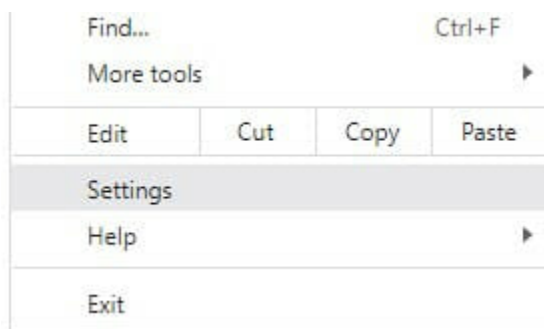 Find... Ctrl+F
More tools
Edit Cut Copy Paste
Settings
Help
Exit